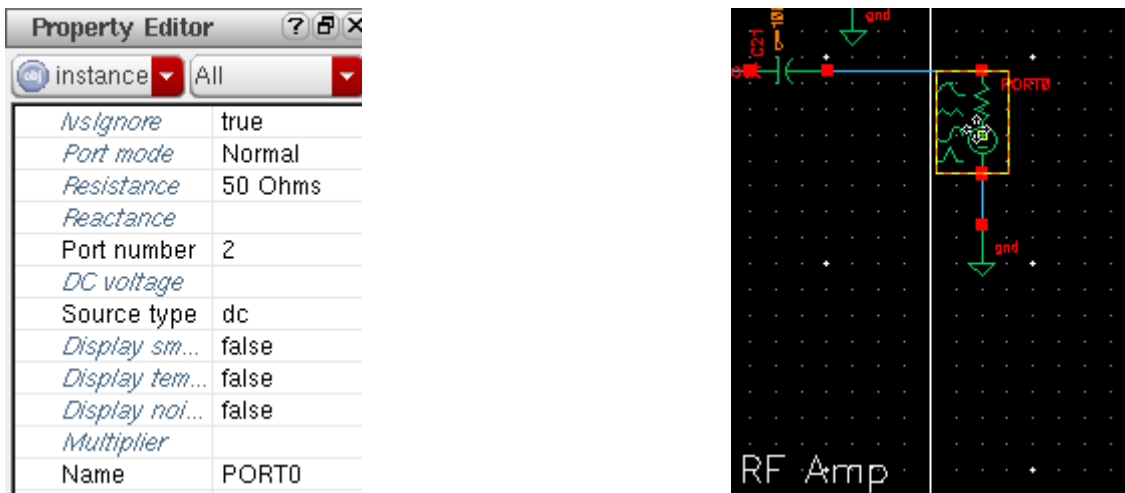 Property Editor
instance All
lvsIgnore true
Port mode Normal
Resistance 50 Ohms
Reactance
Port number 2
DC voltage
Source type dc
Display sm... false
Display tem... false
Display noi... false
Multiplier
Name PORT0
gnd
C21
PORT0
gnd
RF Amp